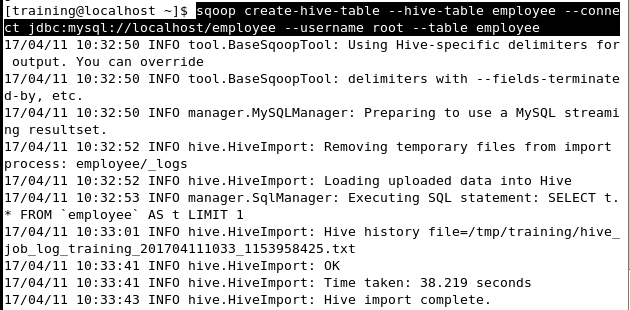 [training@localhost ~]$ sqoop create-hive-table --hive-table employee --conne
ct jdbc:mysql://localhost/employee --username root --table employee
17/04/11 10:32:50 INFO tool.BaseSqoopTool: Using Hive-specific delimiters for
 output. You can override
17/04/11 10:32:50 INFO tool.BaseSqoopTool: delimiters with --fields-terminate
d-by, etc.
17/04/11 10:32:50 INFO manager.MySQLManager: Preparing to use a MySQL streami
ng resultset.
17/04/11 10:32:52 INFO hive.HiveImport: Removing temporary files from import
process: employee/_logs
17/04/11 10:32:52 INFO hive.HiveImport: Loading uploaded data into Hive
17/04/11 10:32:53 INFO manager.SqlManager: Executing SQL statement: SELECT t.
* FROM `employee` AS t LIMIT 1
17/04/11 10:33:01 INFO hive.HiveImport: Hive history file=/tmp/training/hive_
job_log_training_201704111033_1153958425.txt
17/04/11 10:33:41 INFO hive.HiveImport: OK
17/04/11 10:33:41 INFO hive.HiveImport: Time taken: 38.219 seconds
17/04/11 10:33:43 INFO hive.HiveImport: Hive import complete.